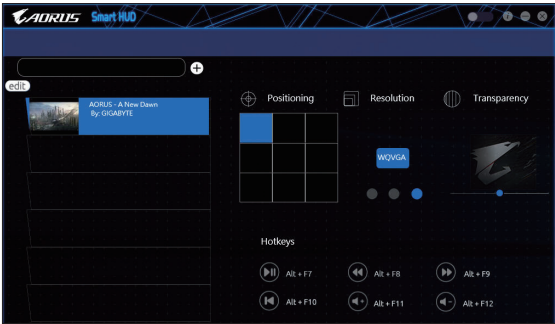 AORUS Smart HUD
edit
AORUS - A New Dawn
By: GIGABYTE
Positioning
Resolution
Transparency
WQVGA
Hotkeys
Alt + F7
Alt + F8
Alt + F9
Alt + F10
Alt + F11
Alt + F12